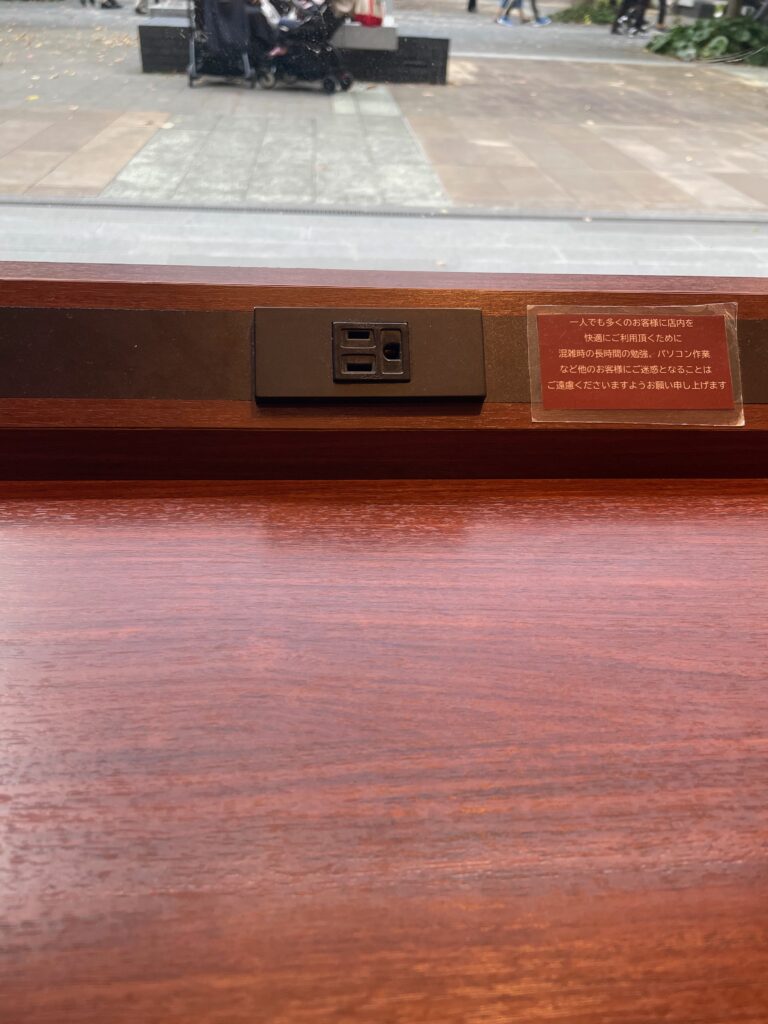 一人でも多くのお客様に店内を
快適にご利用頂くために
混雑時の長時間の勉強、パソコン作業
など他のお客様にご迷惑となることは
ご遠慮くださいますようお願い申し上げます